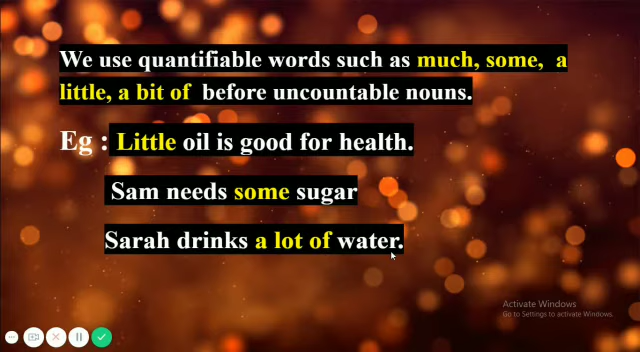 We use quantifiable words such as much, some,  a
little, a bit of  before uncountable nouns.
Eg : Little oil is good for health.
Sam needs some sugar
Sarah drinks a lot of water.
Activate Windows
Go to Settings to activate Windows.